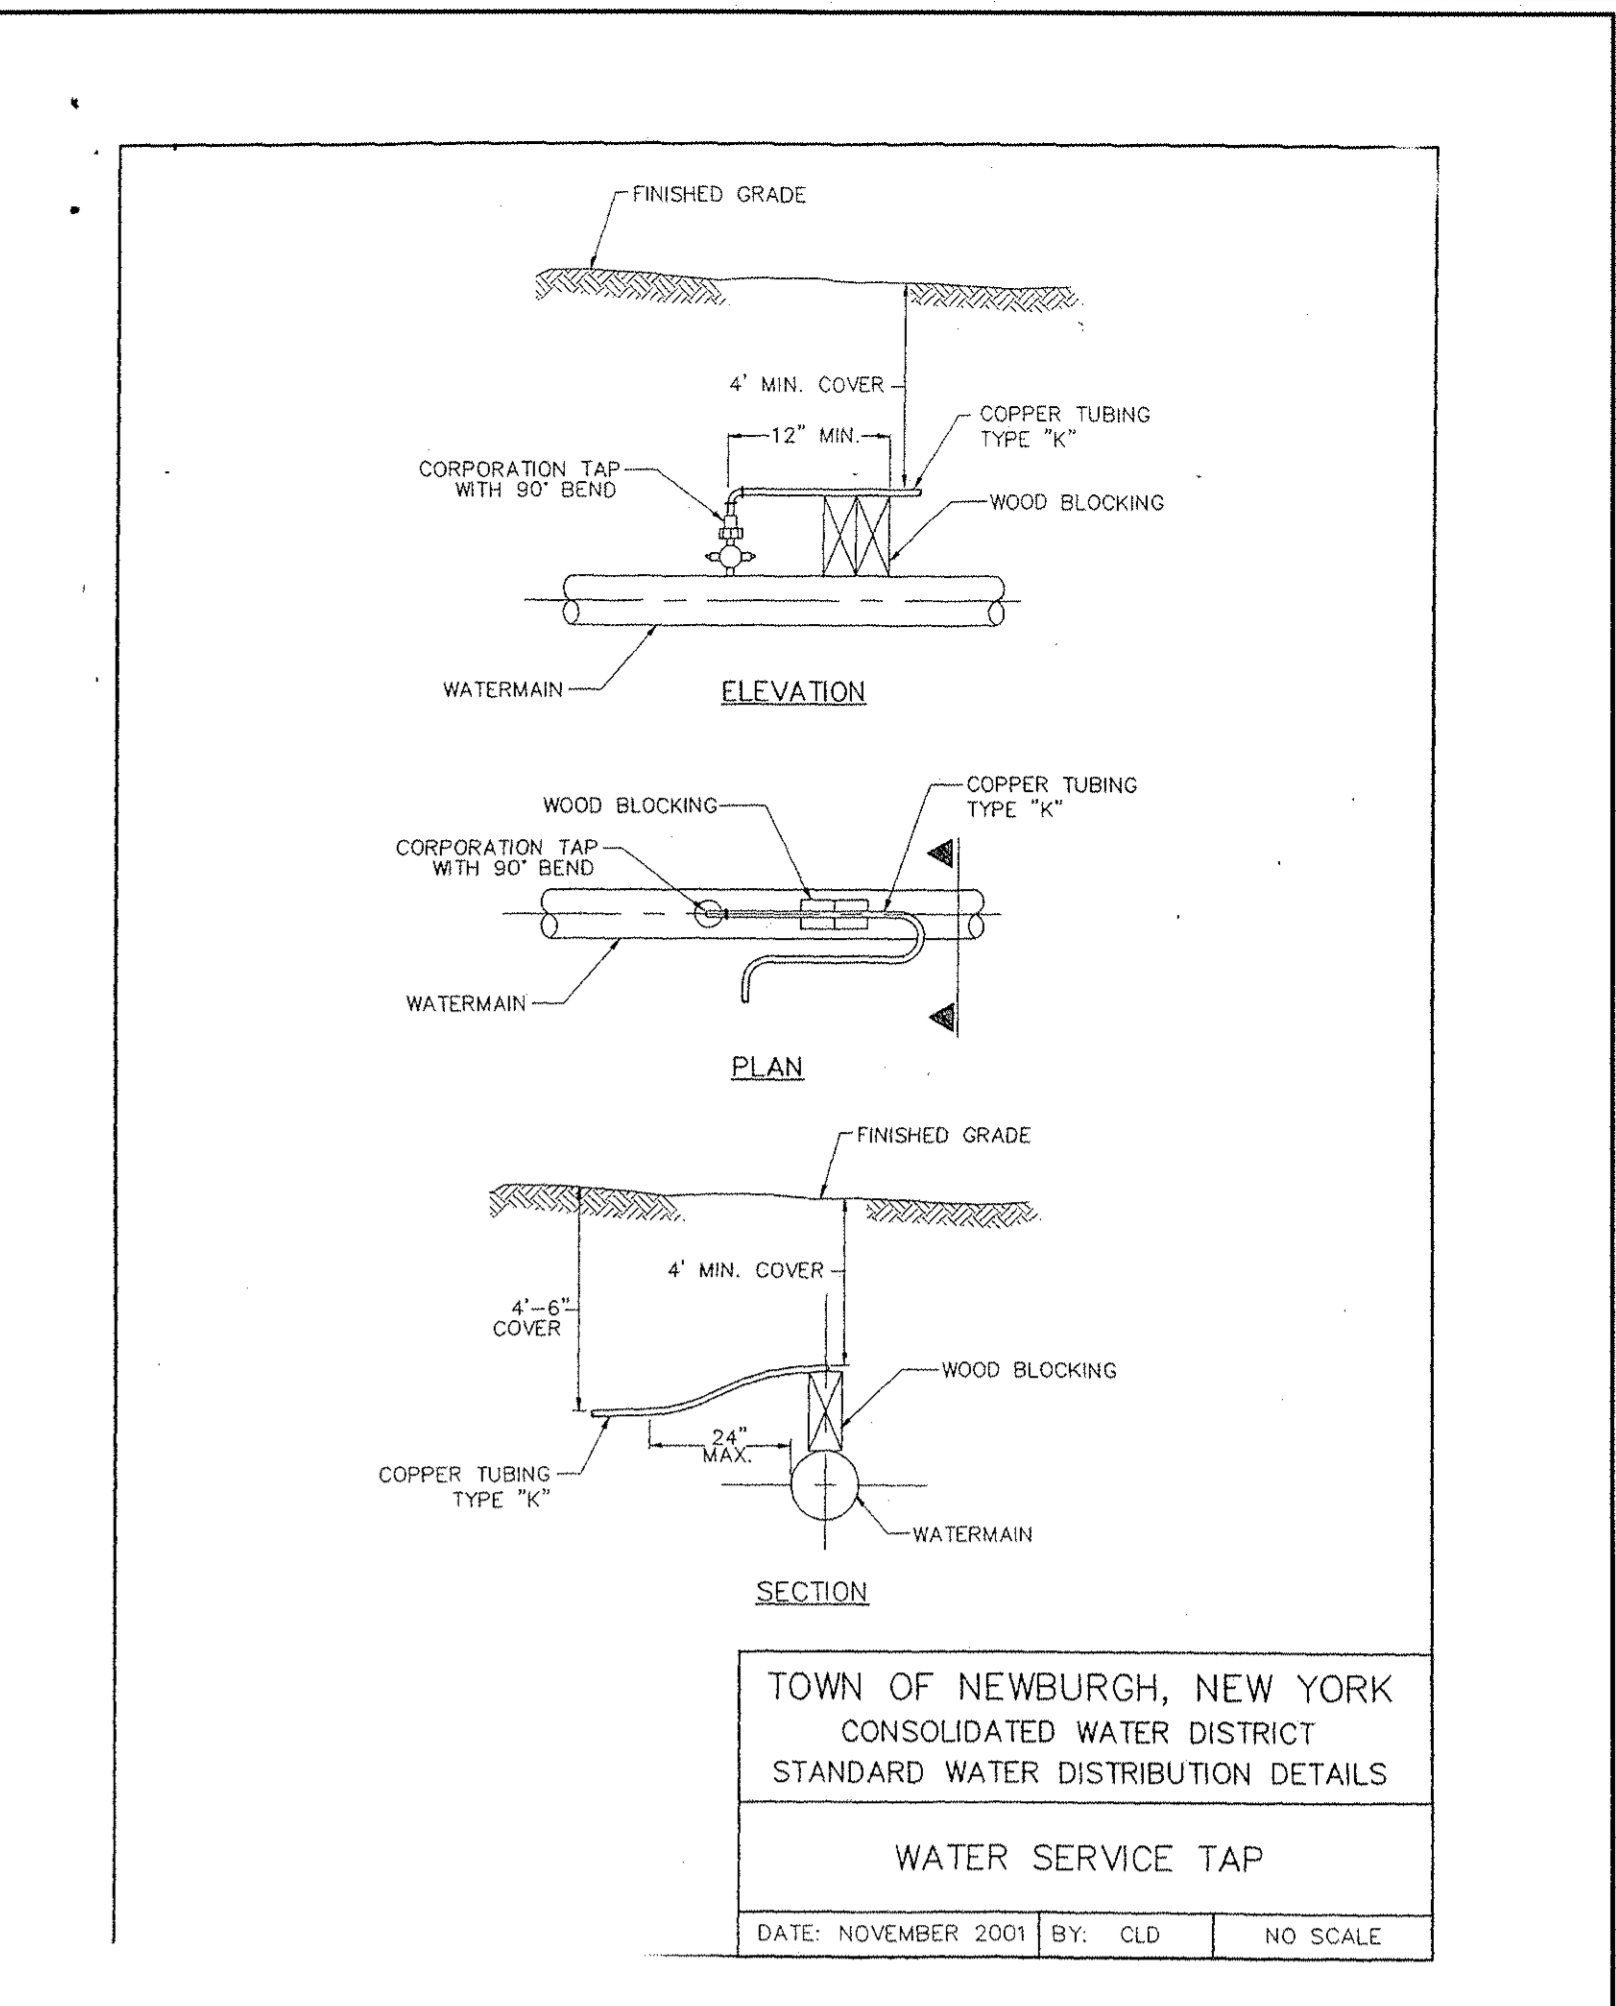 FINISHED GRADE
4' MIN. COVER
COPPER TUBING
TYPE "K"
12" MIN.
CORPORATION TAP
WITH 90° BEND
WOOD BLOCKING
WATERMAIN
ELEVATION
COPPER TUBING
TYPE "K"
WOOD BLOCKING
CORPORATION TAP
WITH 90° BEND
WATERMAIN
PLAN
FINISHED GRADE
4' MIN. COVER
4'-6"
COVER
WOOD BLOCKING
24"
MAX.
COPPER TUBING
TYPE "K"
WATERMAIN
SECTION
TOWN OF NEWBURGH, NEW YORK
CONSOLIDATED WATER DISTRICT
STANDARD WATER DISTRIBUTION DETAILS
WATER SERVICE TAP
DATE: NOVEMBER 2001
BY: CLD
NO SCALE